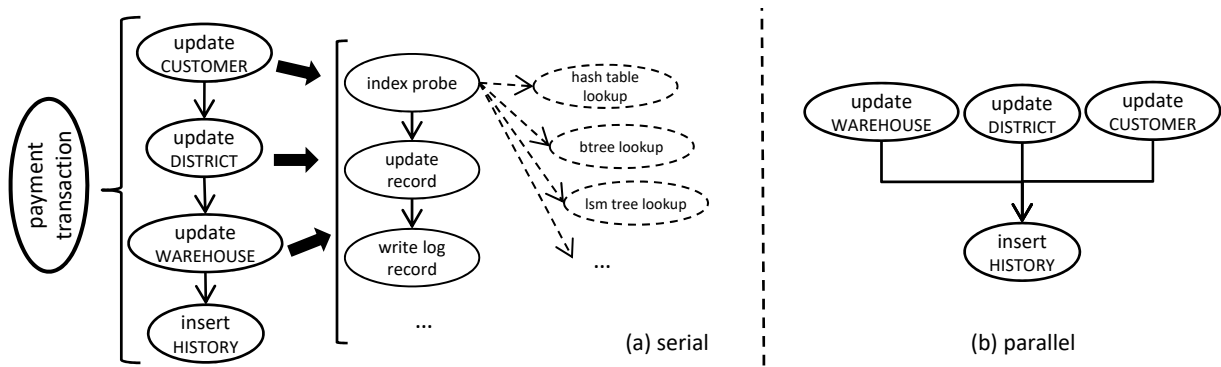 payment
transaction
update
CUSTOMER
update
DISTRICT
update
WAREHOUSE
insert
HISTORY
index probe
update
record
write log
record
...
hash table
lookup
btree lookup
lsm tree lookup
...
(a) serial
update
WAREHOUSE
update
DISTRICT
update
CUSTOMER
insert
HISTORY
(b) parallel